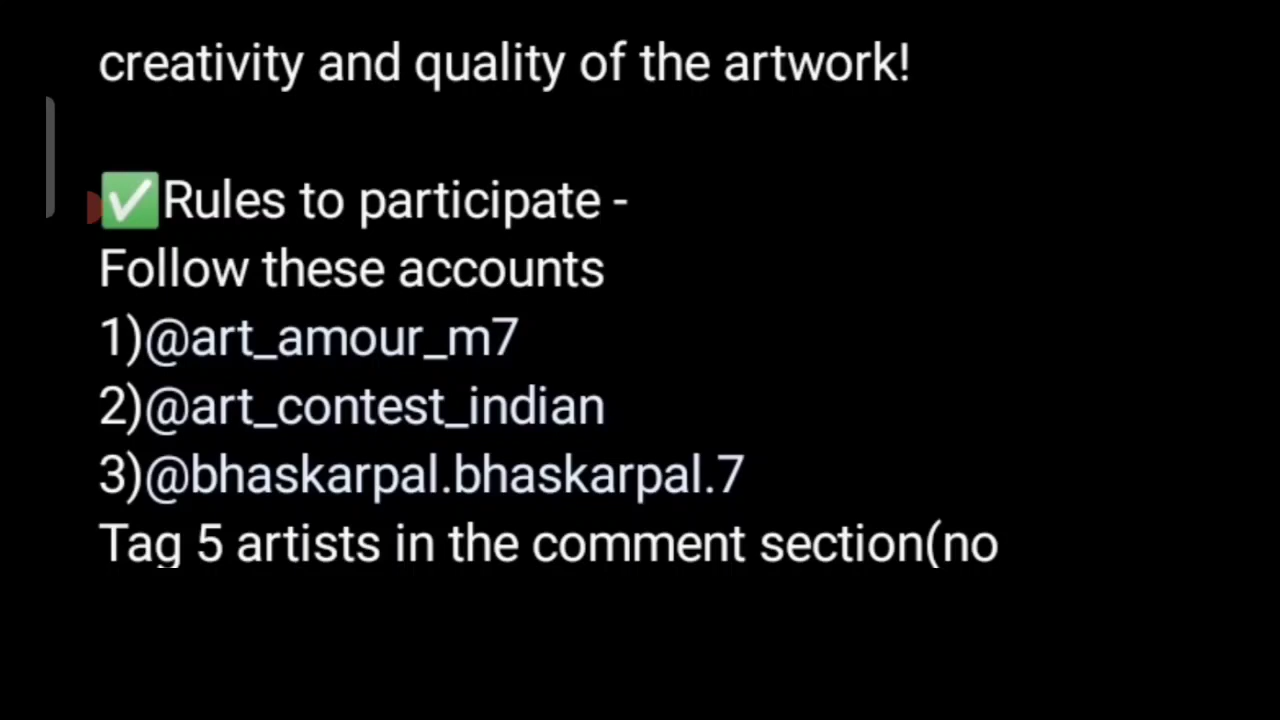 creativity and quality of the artwork!
✅Rules to participate -
Follow these accounts
1)@art_amour_m7
2)@art_contest_indian
3)@bhaskarpal.bhaskarpal.7
Tag 5 artists in the comment section(no